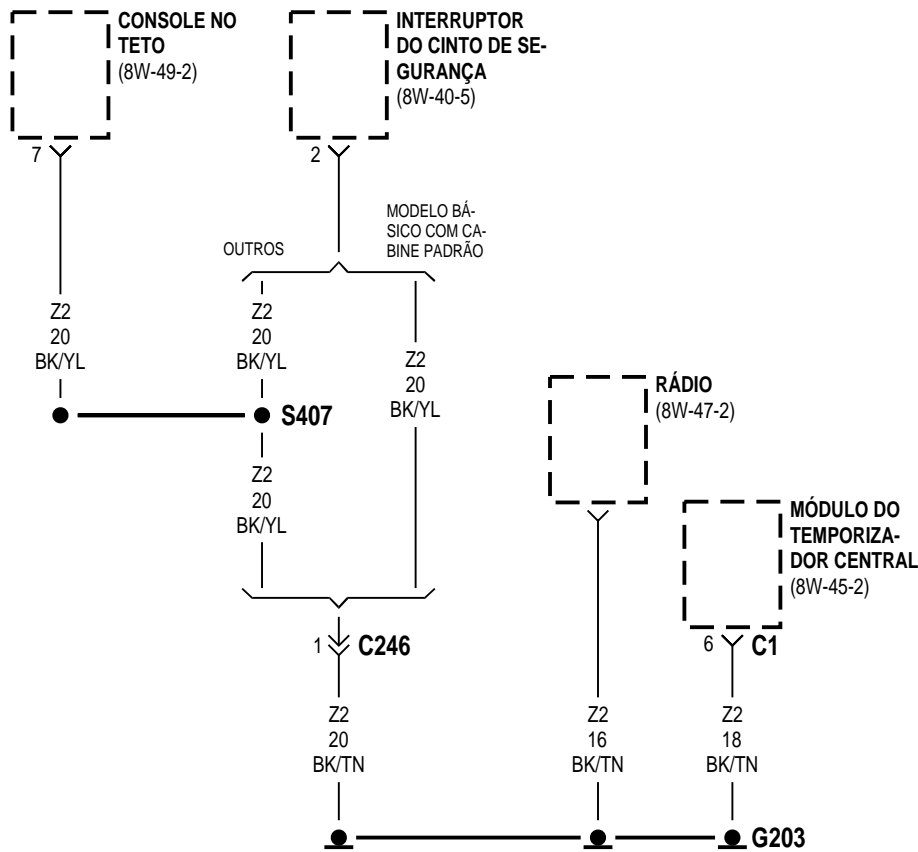 CONSOLE NO
TETO
(8W-49-2)
7
INTERRUPTOR
DO CINTO DE SE-
GURANÇA
(8W-40-5)
2
OUTROS
MODELO BÁ-
SICO COM CA-
BINE PADRÃO
Z2
20
BK/YL
Z2
20
BK/YL
Z2
20
BK/YL
S407
Z2
20
BK/YL
RÁDIO
(8W-47-2)
MÓDULO DO
TEMPORIZA-
DOR CENTRAL
(8W-45-2)
1
C246
6
C1
Z2
20
BK/TN
Z2
16
BK/TN
Z2
18
BK/TN
G203